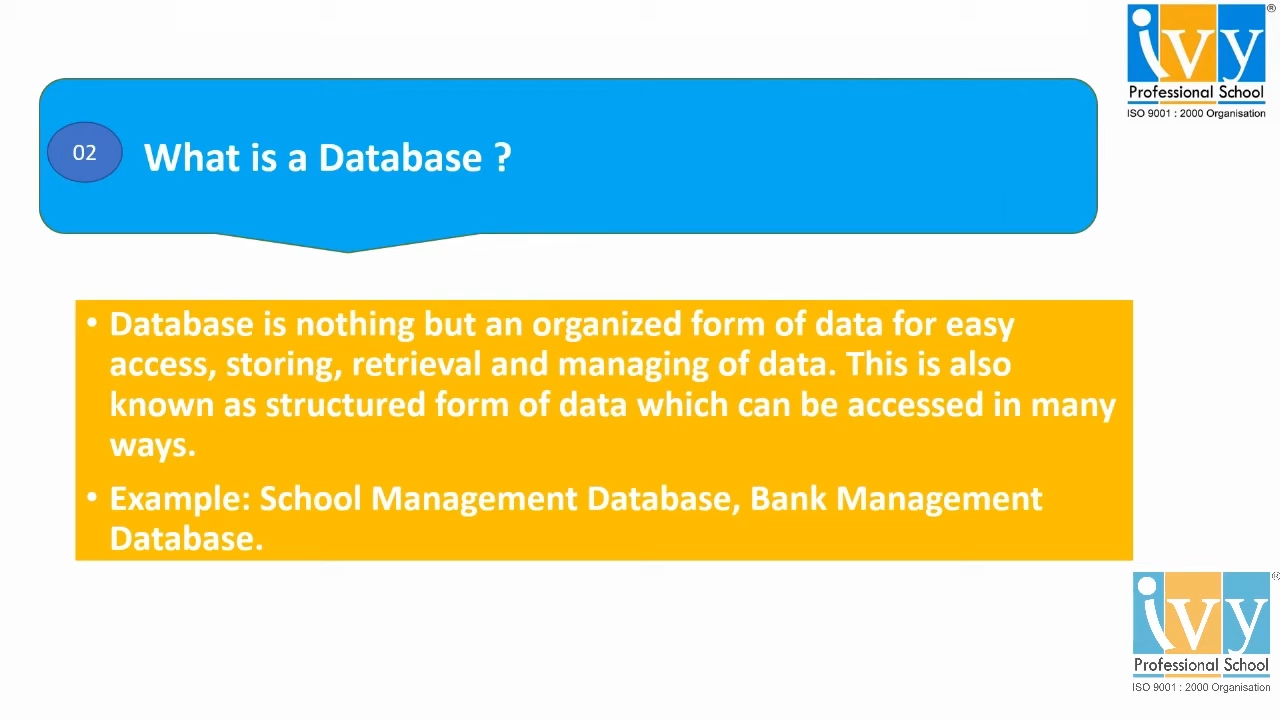 ivy ®
Professional School
ISO 9001 : 2000 Organisation
02
What is a Database ?
• Database is nothing but an organized form of data for easy
access, storing, retrieval and managing of data. This is also
known as structured form of data which can be accessed in many
ways.
• Example: School Management Database, Bank Management
Database.
ivy ®
Professional School
ISO 9001 : 2000 Organisation